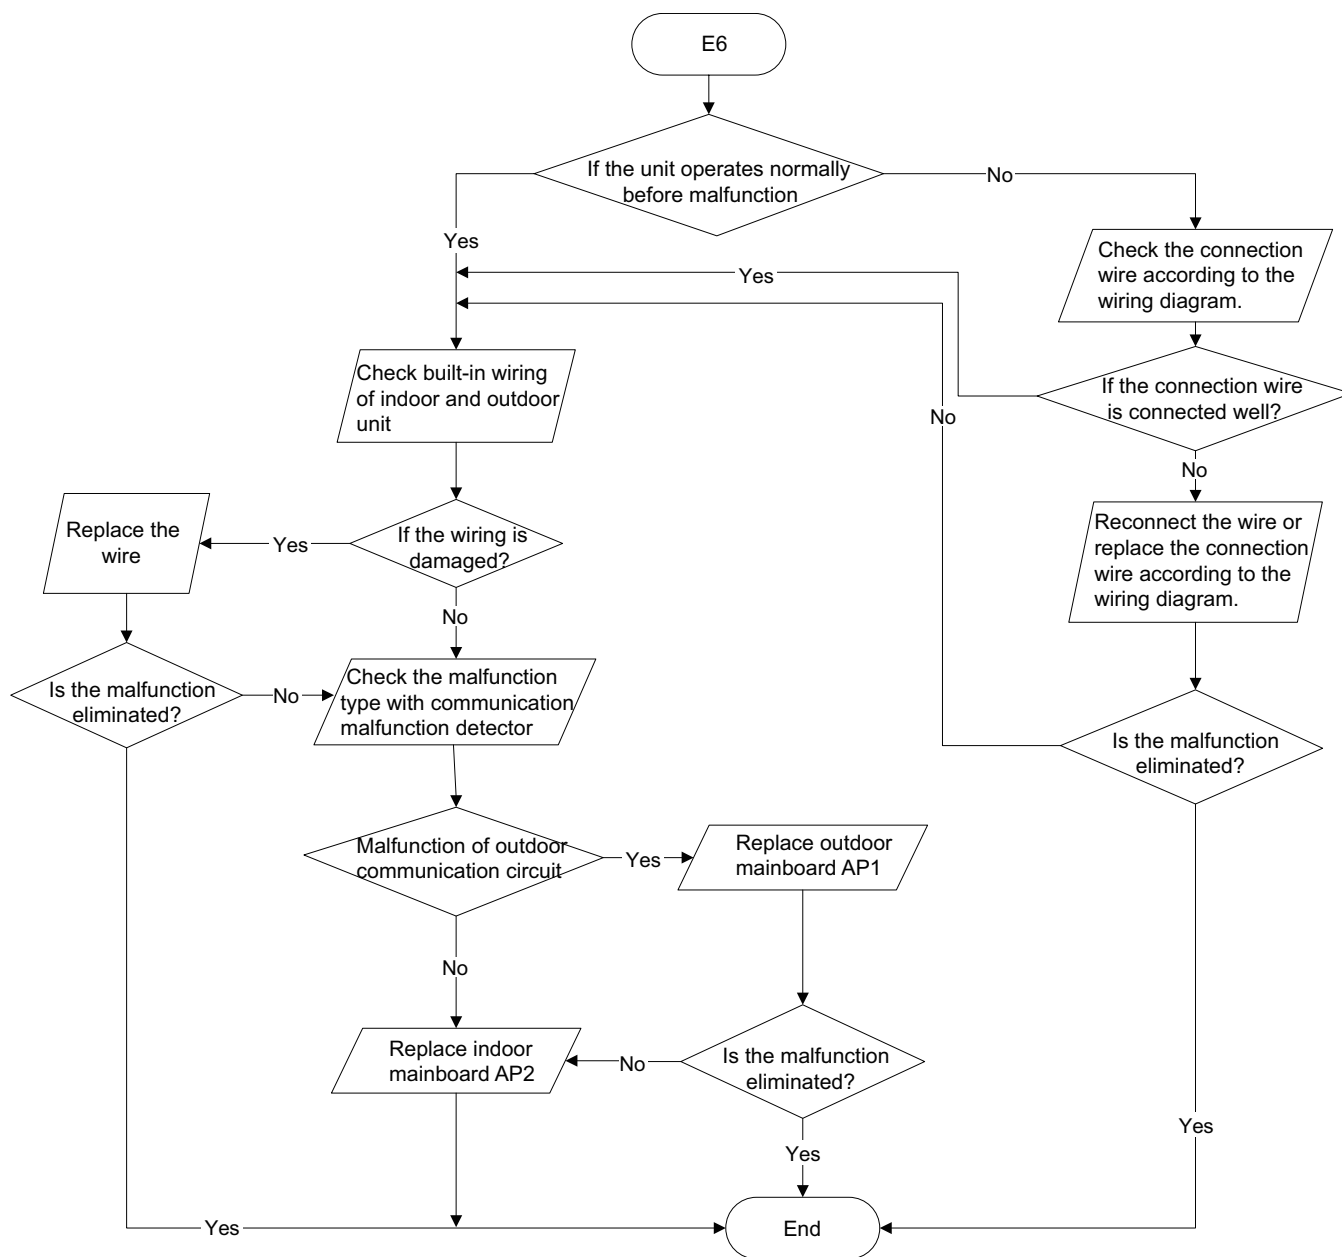 E6
If the unit operates normally
before malfunction
No
Yes
Check the connection
wire according to the
wiring diagram.
Yes
Check built-in wiring
of indoor and outdoor
unit
If the connection wire
is connected well?
No
No
Replace the
wire
Yes
If the wiring is
damaged?
Reconnect the wire or
replace the connection
wire according to the
wiring diagram.
No
Is the malfunction
eliminated?
No
Check the malfunction
type with communication
malfunction detector
Is the malfunction
eliminated?
Malfunction of outdoor
communication circuit
Yes
Replace outdoor
mainboard AP1
No
Replace indoor
mainboard AP2
No
Is the malfunction
eliminated?
Yes
Yes
Yes
End